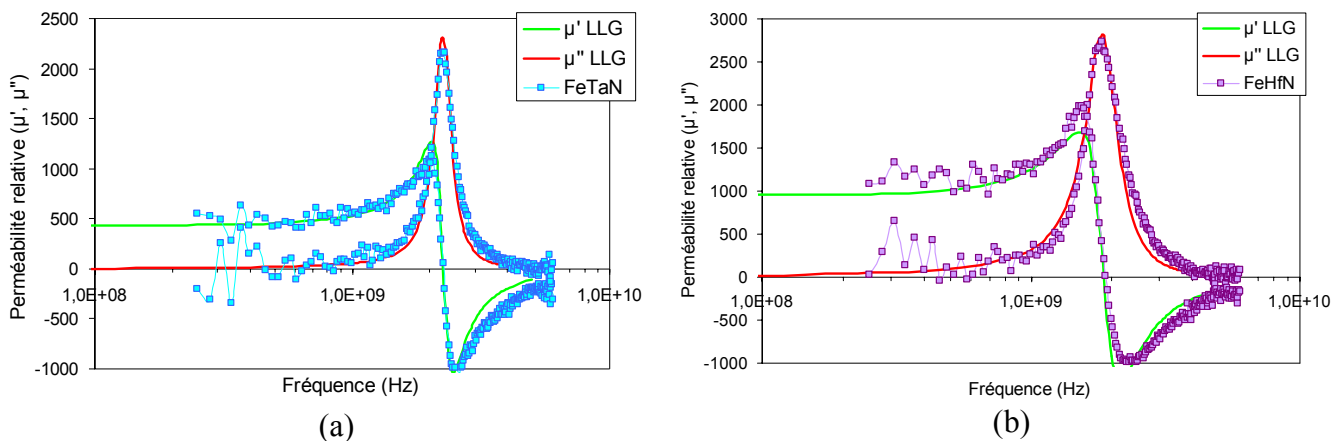 2500
2000
1500
1000
500
0
-500
-1000
1,0E+08
1,0E+09
1,0E+10
Perméabilité relative (µ', µ'')
Fréquence (Hz)
µ' LLG
µ'' LLG
FeTaN
(a)
3000
2500
2000
1500
1000
500
0
-500
-1000
1,0E+08
1,0E+09
1,0E+10
Perméabilité relative (µ', µ'')
Fréquence (Hz)
µ' LLG
µ'' LLG
FeHfN
(b)